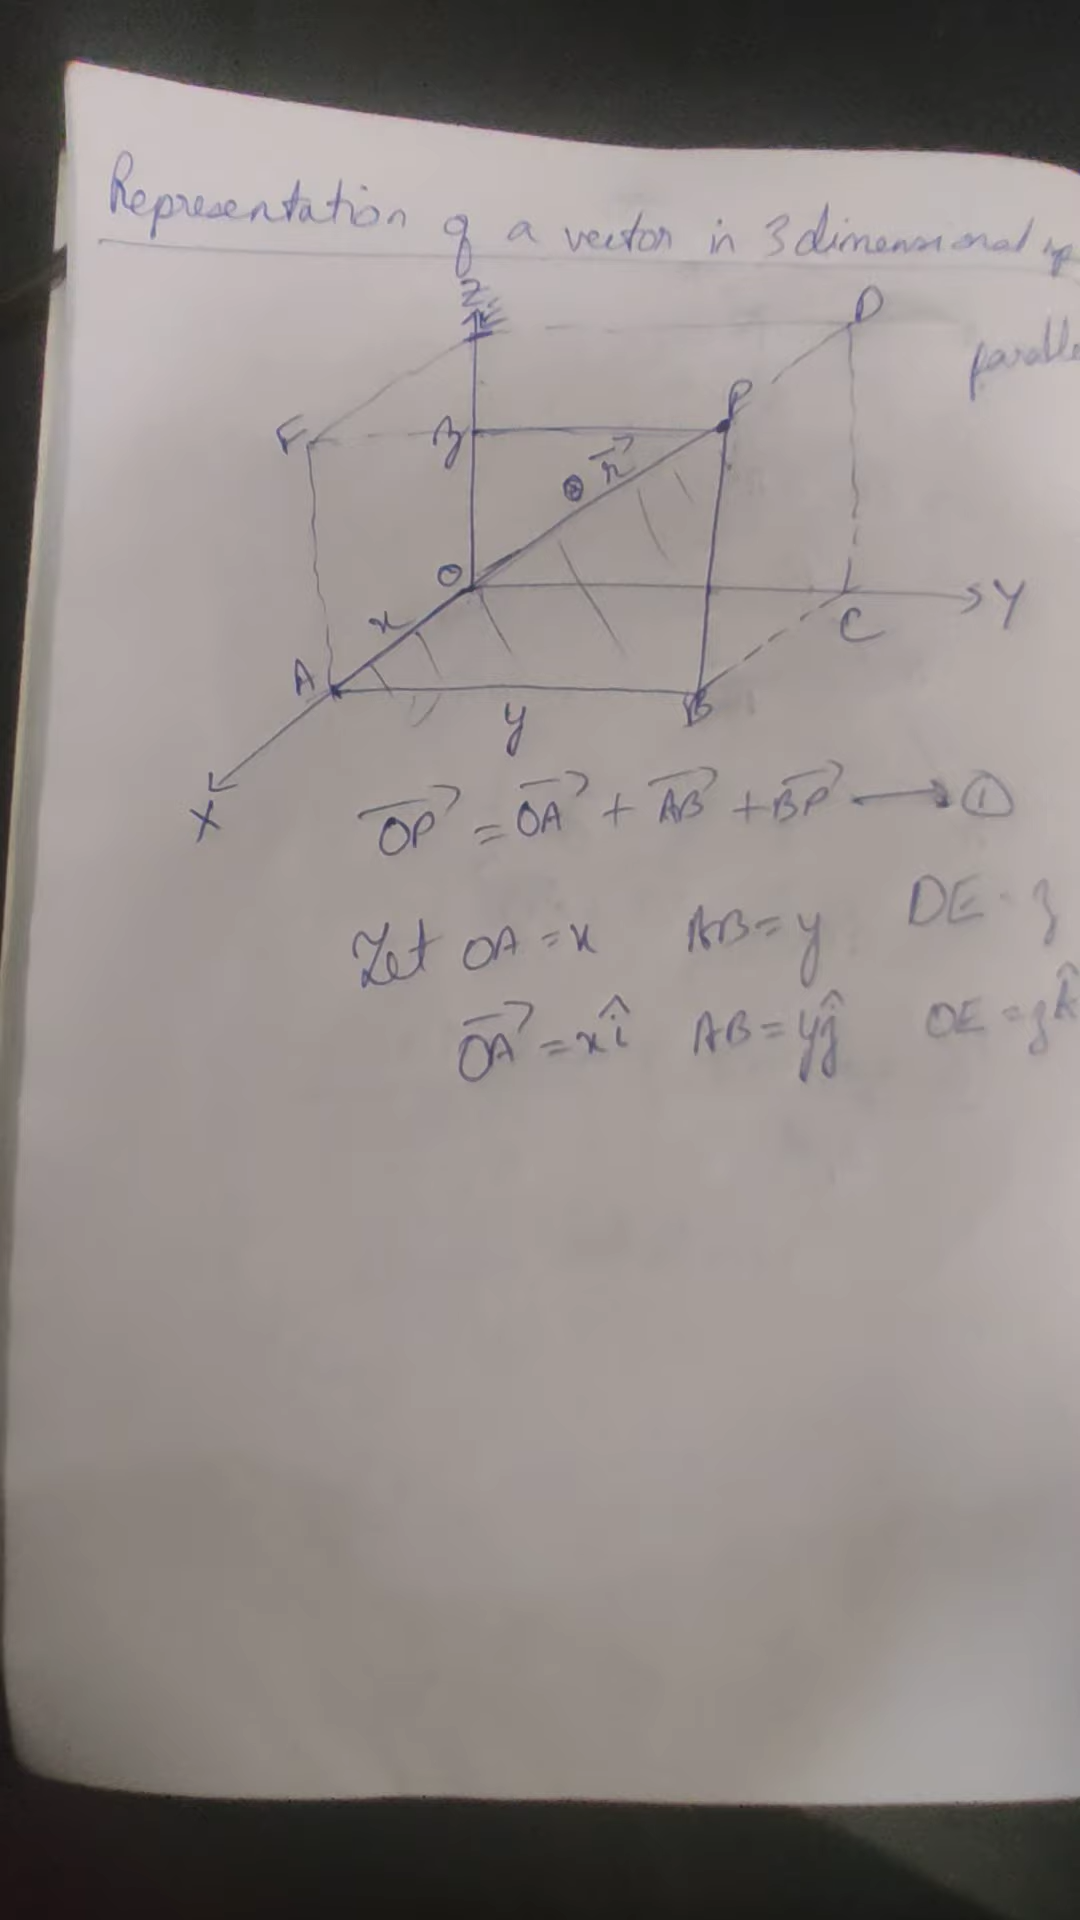 Representation of a vector in 3 dimensional
Z
E
D
P
F
z
r⃗
O
x
Y
C
A
y
B
X
OP⃗ = OA⃗ + AB⃗ + BP⃗ → ①
Let OA = x AB = y DE = z
OA⃗ = xî AB = yĵ OE = zk̂